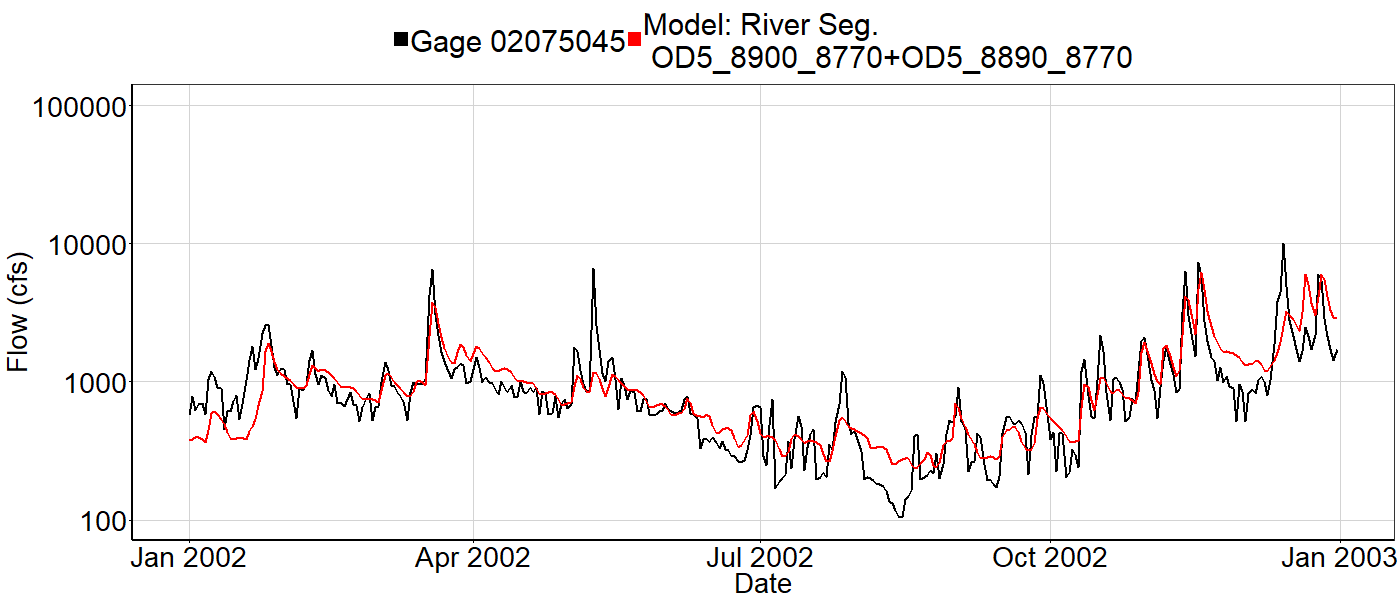 Gage 02075045
Model: River Seg.
OD5_8900_8770+OD5_8890_8770
Flow (cfs)
100000
10000
1000
100
Jan 2002
Apr 2002
Jul 2002
Oct 2002
Jan 2003
Date